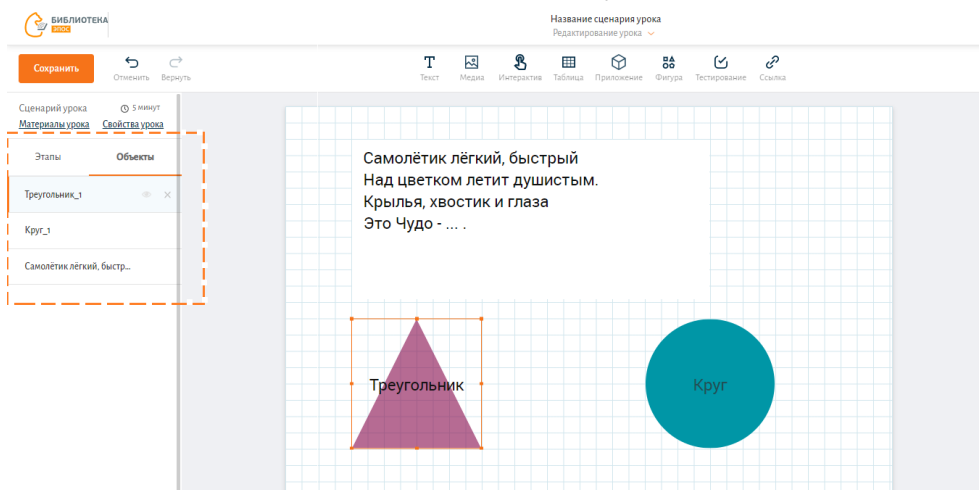 БИБЛИОТЕКА
ЭПОС
Название сценария урока
Редактирование урока
Сохранить
Отменить
Вернуть
Текст
Медиа
Интерактив
Таблица
Приложение
Фигура
Тестирование
Ссылка
Сценарий урока
5 минут
Материалы урока
Свойства урока
Этапы
Объекты
Треугольник_1
Круг_1
Самолётик лёгкий, быстр...
Самолётик лёгкий, быстрый
Над цветком летит душистым.
Крылья, хвостик и глаза
Это Чудо - ... .
Треугольник
Круг